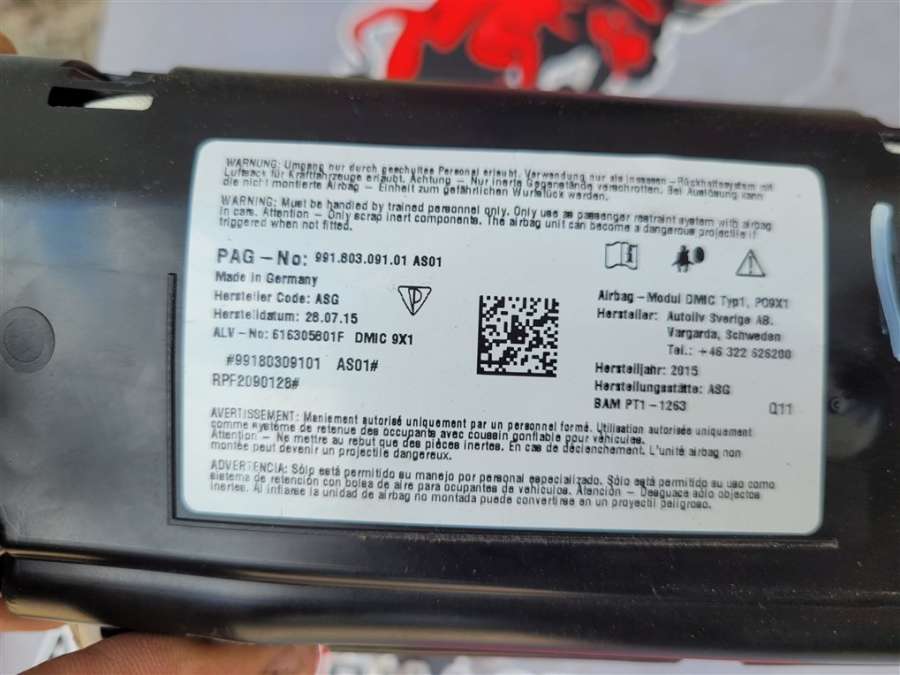 WARNUNG: Umgang nur durch geschultes Personal erlaubt. Verwendung nur als Insassen-Rückhaltesystem mit
Luftsack für Kraftfahrzeuge erlaubt. Achtung - Nur inerte Gegenstände verschrotten. Bei Auslösung kann
die nicht montierte Airbag - Einheit zum gefährlichen Wurfstück werden.
WARNING: Must be handled by trained personnel only. Only use as passenger restraint system with airbag
in cars. Attention - Only scrap inert components. The airbag unit can become a dangerous projectile if
triggered when not fitted.
PAG - No: 991.803.091.01 AS01
Made in Germany
Hersteller Code: ASG
Herstelldatum: 28.07.15
ALV - No: 616305801F DMIC 9X1
#99180309101 AS01#
RPF2090128#
Airbag - Modul DMIC Typ1, PO9X1
Hersteller: Autoliv Sverige AB.
Vargarda, Schweden
Tel.: +46 322 626200
Herstelljahr: 2015
Herstellungsstätte: ASG
BAM PT1 - 1263
Q11
AVERTISSEMENT: Maniement autorisé uniquement par un personnel formé. Utilisation autorisée uniquement
comme système de retenue des occupants avec coussin gonflable pour véhicules.
Attention - Ne mettre au rebut que des pièces inertes. En cas de déclenchement. L'unité airbag non
montée peut devenir un projectile dangereux.
ADVERTENCIA: Sólo está permitido su manejo por personal especializado. Sólo está permitido su uso como
sistema de retención con bolsa de aire para ocupantes de vehículos. Atención - Desguace sólo objectos
inertes. Al inflarse la unidad de airbag no montada puede convertirse en un proyectil peligroso.